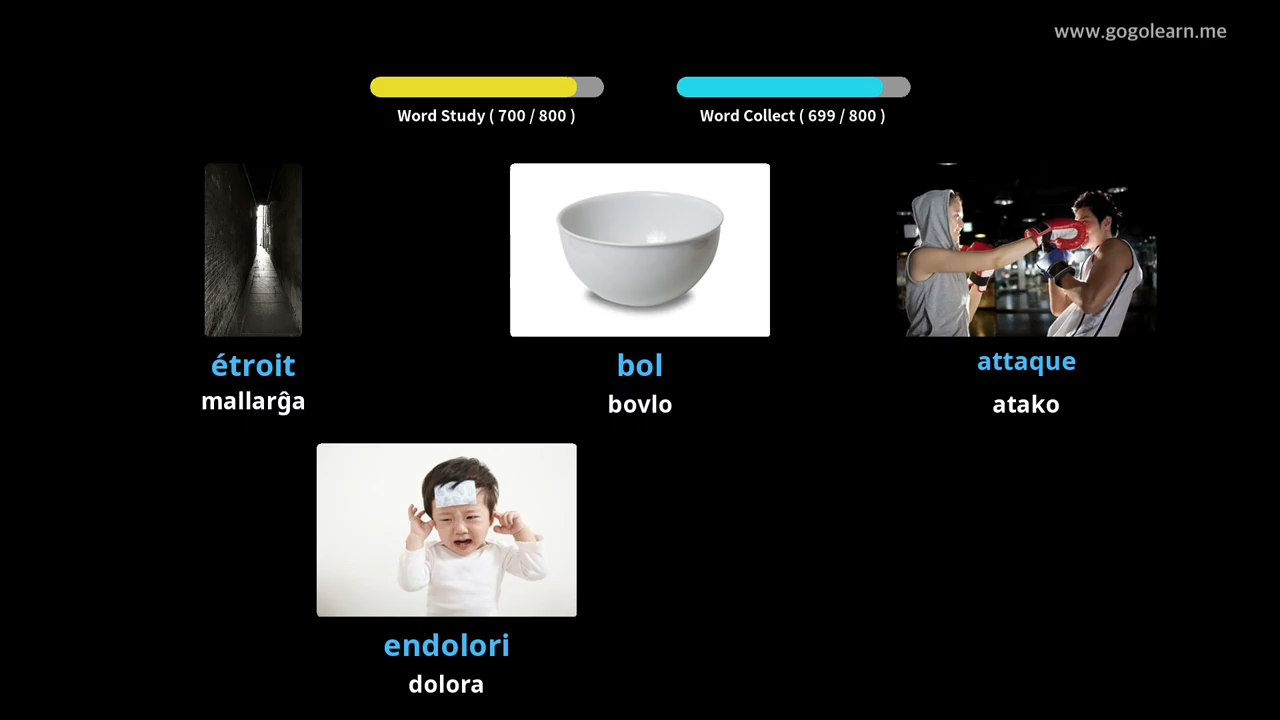 www.gogolearn.me
Word Study ( 700 / 800 )
Word Collect ( 699 / 800 )
étroit
mallarĝa
bol
bovlo
attaque
atako
endolori
dolora